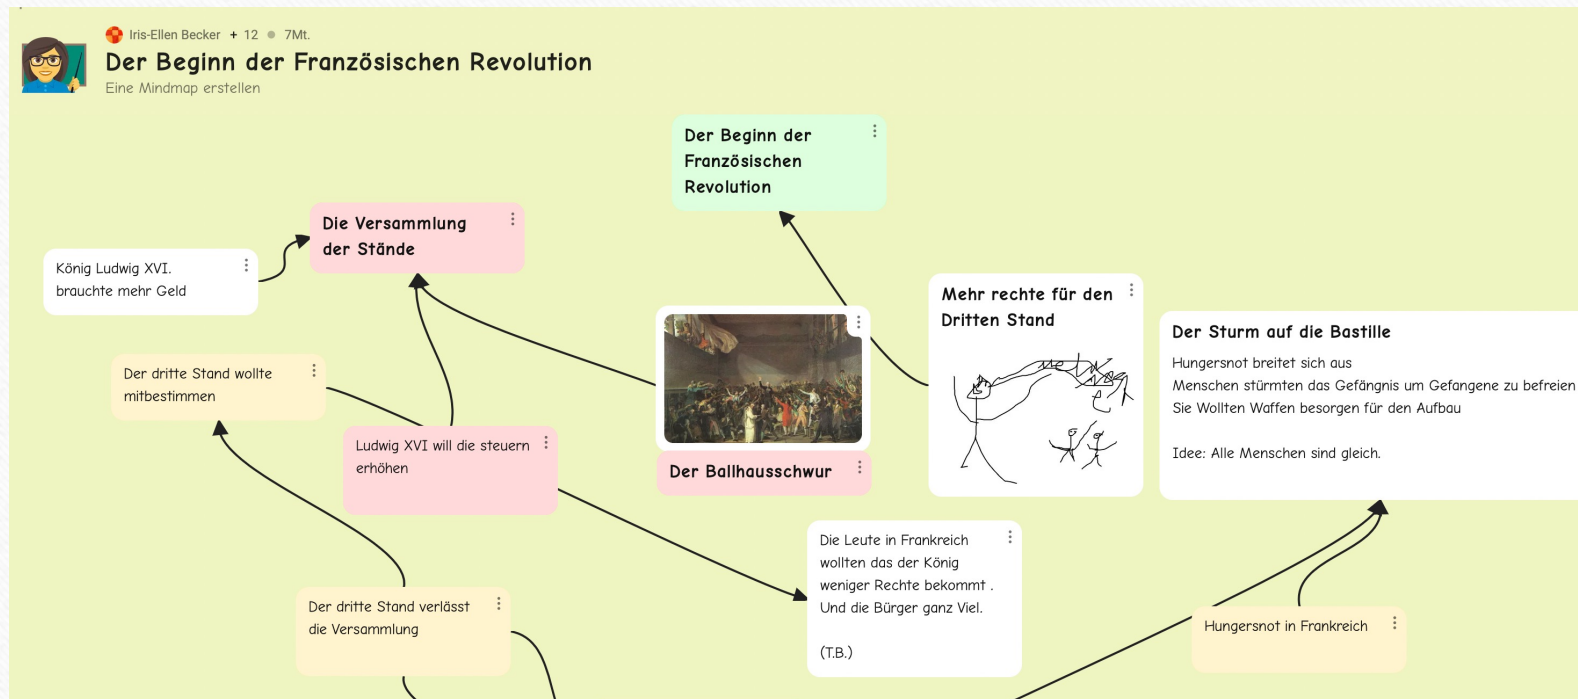 Iris-Ellen Becker + 12 7Mt.
Der Beginn der Französischen Revolution
Eine Mindmap erstellen
Der Beginn der
Französischen
Revolution
Die Versammlung
der Stände
König Ludwig XVI.
brauchte mehr Geld
Mehr rechte für den
Dritten Stand
Der Sturm auf die Bastille
Hungersnot breitet sich aus
Menschen stürmten das Gefängnis um Gefangene zu befreien
Sie Wollten Waffen besorgen für den Aufbau
Idee: Alle Menschen sind gleich.
Der dritte Stand wollte
mitbestimmen
Ludwig XVI will die steuern
erhöhen
Der Ballhausschwur
Die Leute in Frankreich
wollten das der König
weniger Rechte bekommt .
Und die Bürger ganz Viel.
(T.B.)
Der dritte Stand verlässt
die Versammlung
Hungersnot in Frankreich